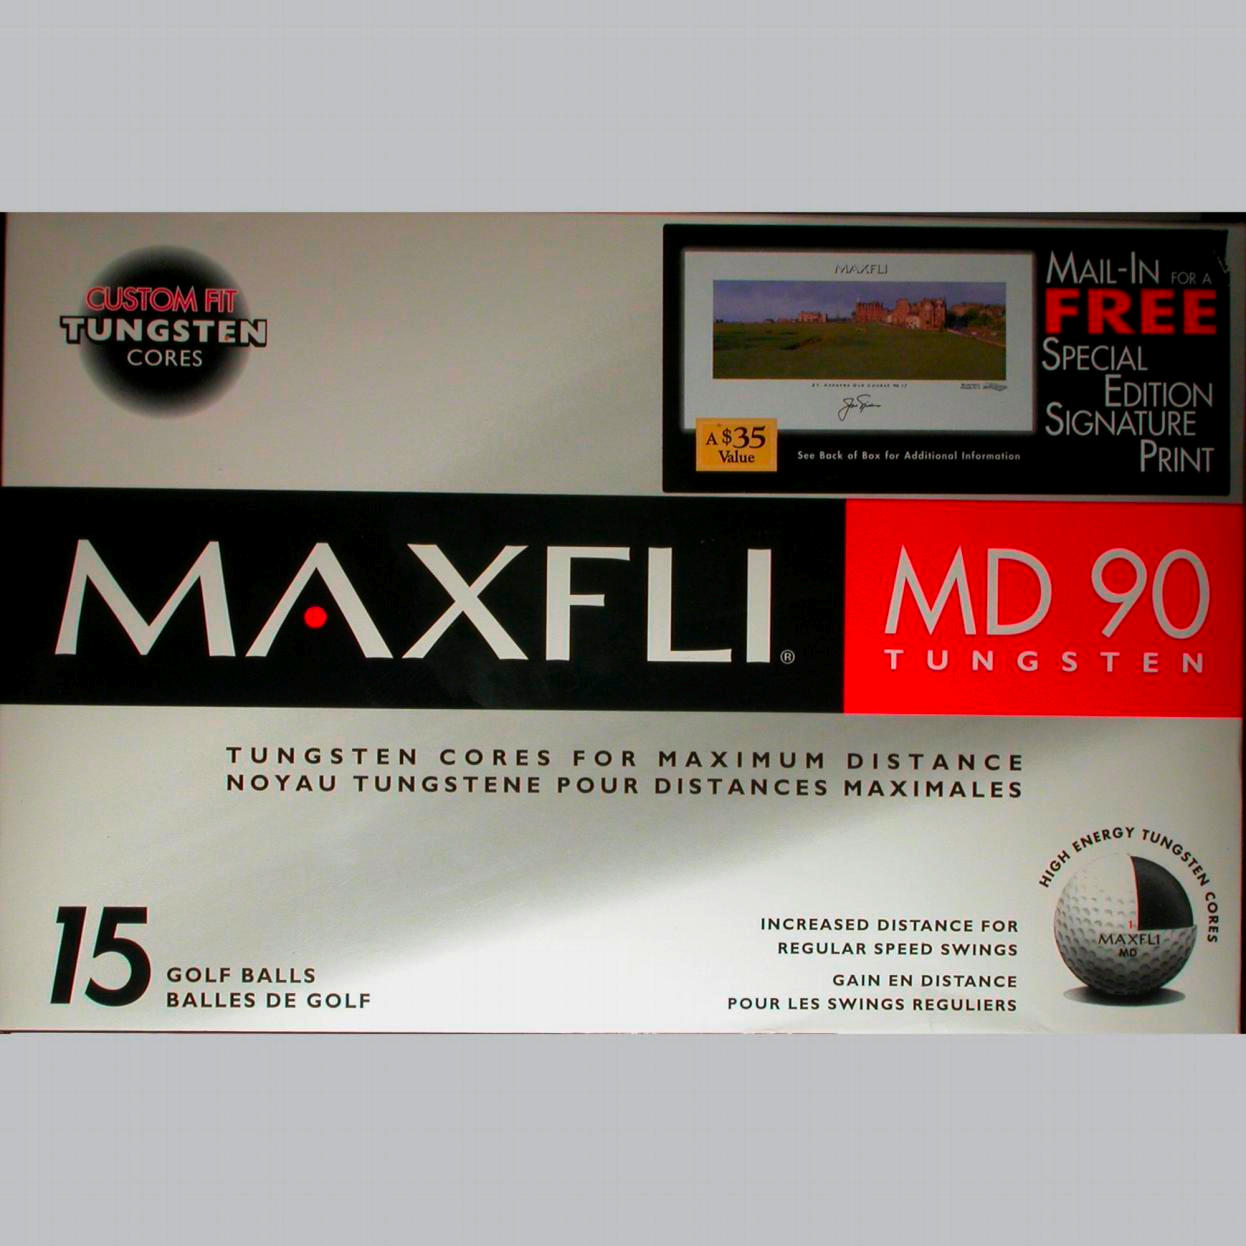 CUSTOM FIT
TUNGSTEN
CORES
MAXFLI
A $35
Value
See Back of Box for Additional Information
MAIL-IN FOR A
FREE
SPECIAL
EDITION
SIGNATURE
PRINT
MAXFLI®
MD 90
TUNGSTEN
TUNGSTEN CORES FOR MAXIMUM DISTANCE
NOYAU TUNGSTENE POUR DISTANCES MAXIMALES
15
GOLF BALLS
BALLES DE GOLF
INCREASED DISTANCE FOR
REGULAR SPEED SWINGS
GAIN EN DISTANCE
POUR LES SWINGS REGULIERS
HIGH ENERGY TUNGSTEN CORES
1
MAXFLI
MD